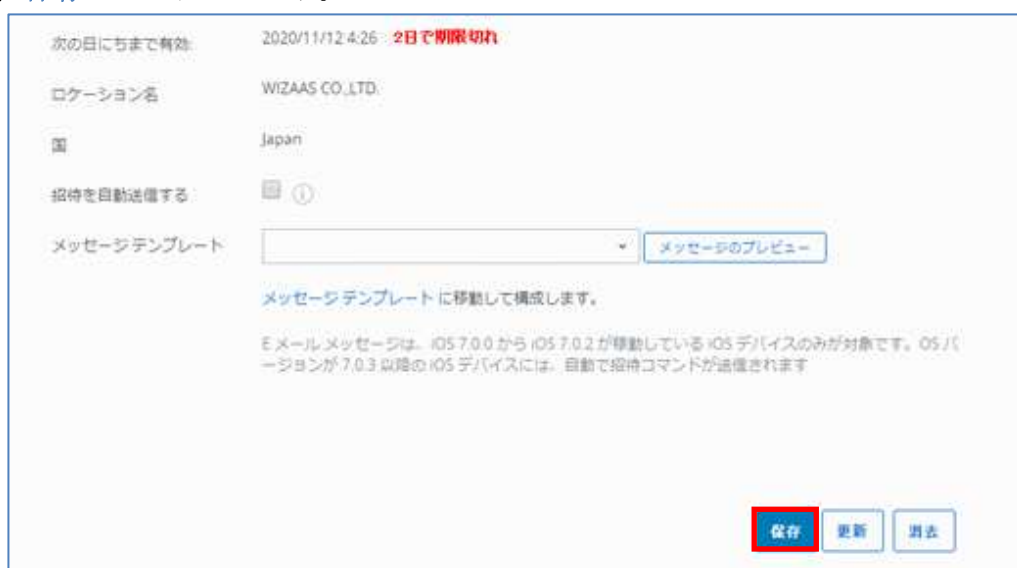 次の日にちまで有効: 2020/11/12 4:26 2日で期限切れ
ロケーション名 WIZAAS CO.,LTD.
国 Japan
招待を自動送信する
メッセージ テンプレート メッセージのプレビュー
メッセージ テンプレート に移動して構成します。
E メール メッセージは、iOS 7.0.0 から iOS 7.0.2 が稼動している iOS デバイスのみが対象です。OS バ
ージョンが 7.0.3 以降の iOS デバイスには、自動で招待コマンドが送信されます
保存 更新 消去